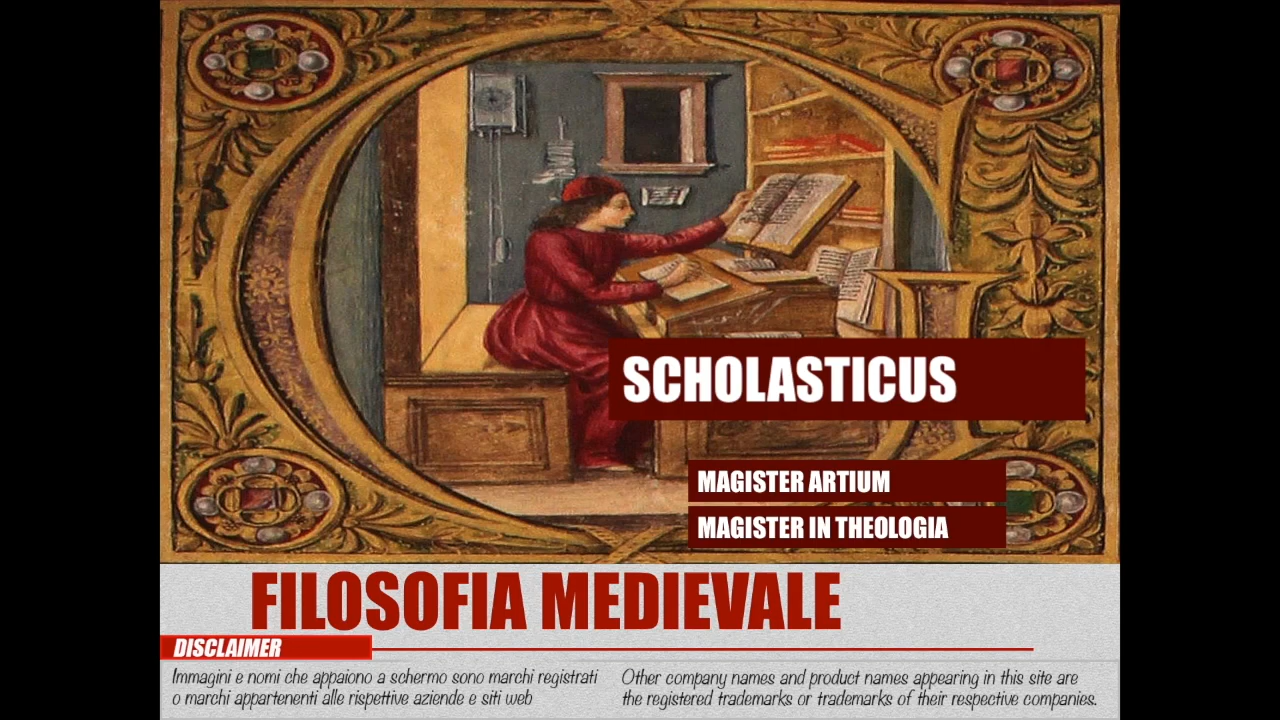 SCHOLASTICUS
MAGISTER ARTIUM
MAGISTER IN THEOLOGIA
FILOSOFIA MEDIEVALE
DISCLAIMER
Immagini e nomi che appaiono a schermo sono marchi registrati
o marchi appartenenti alle rispettive aziende e siti web
Other company names and product names appearing in this site are
the registered trademarks or trademarks of their respective companies.